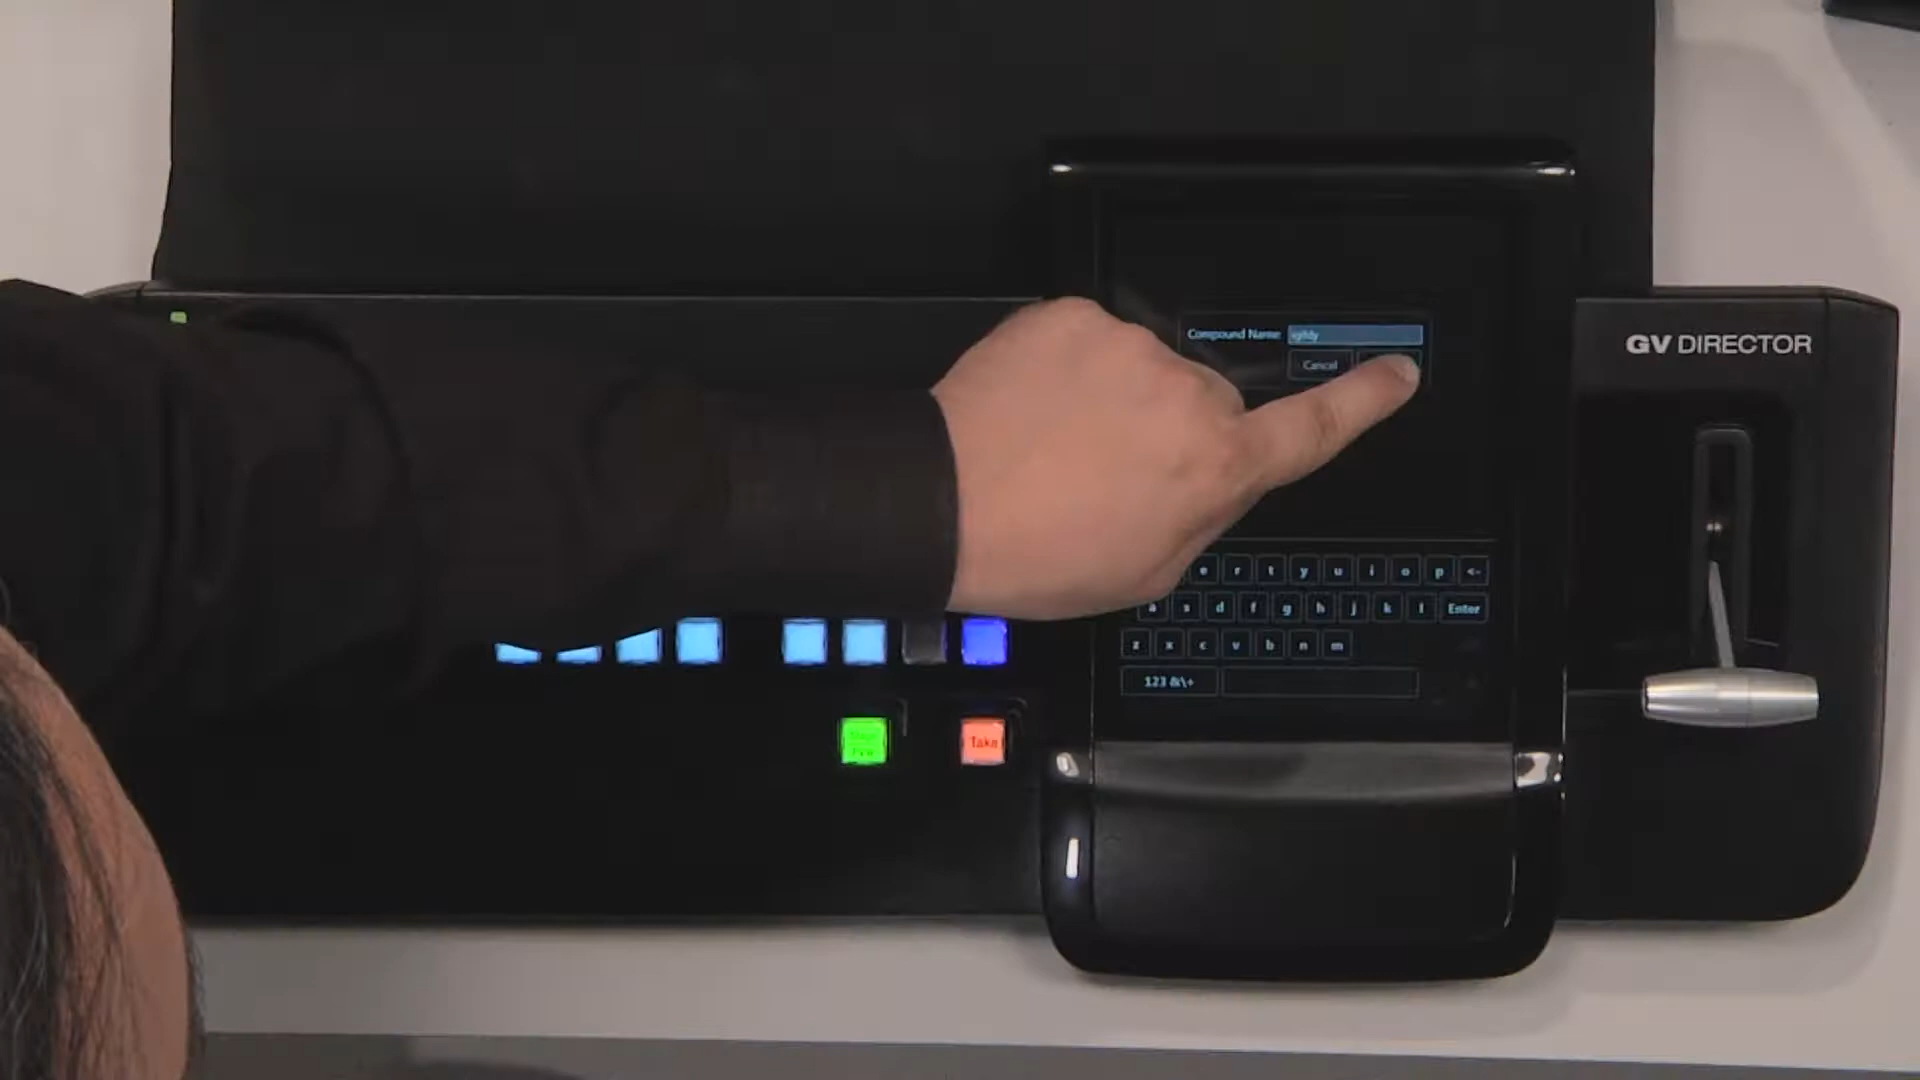 Compound Name:
Cancel
GV DIRECTOR
e r t y u i o p <-
a s d f g h j k l Enter
z x c v b n m
123 &\+
Take